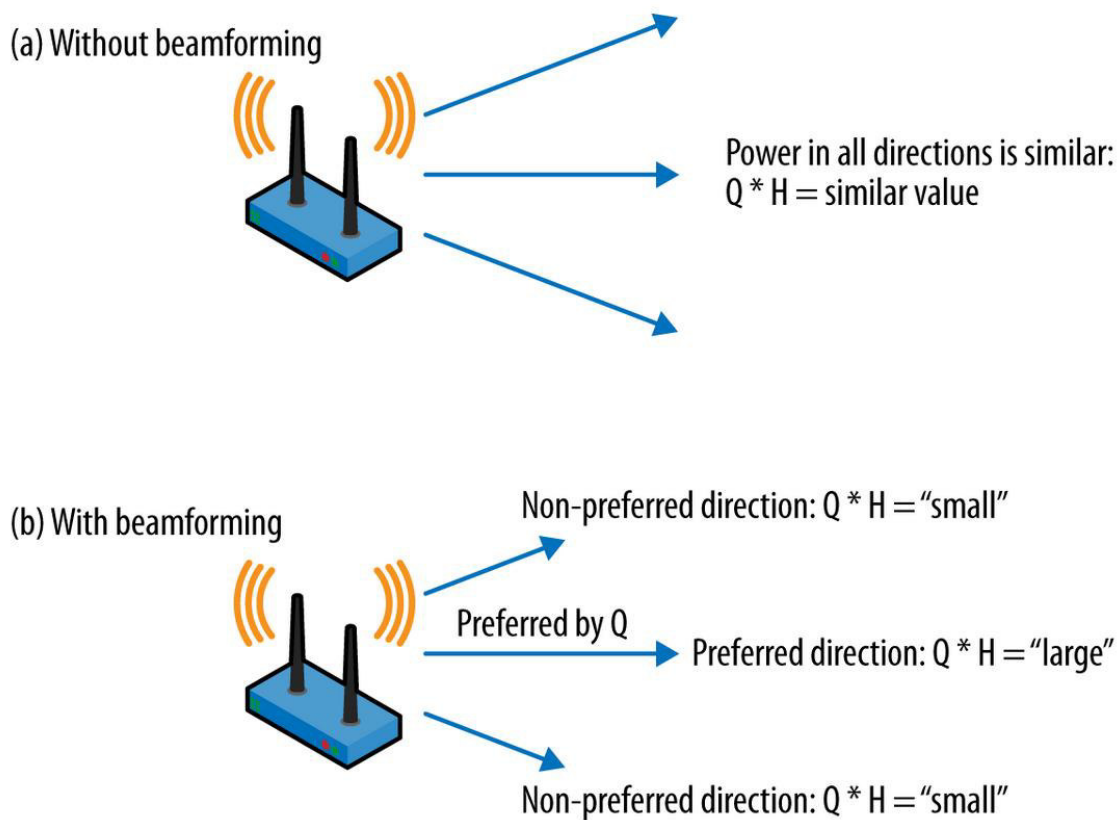 (a) Without beamforming
Power in all directions is similar:
Q * H = similar value
Non-preferred direction: Q * H = “small”
(b) With beamforming
Preferred by Q
Preferred direction: Q * H = “large”
Non-preferred direction: Q * H = “small”